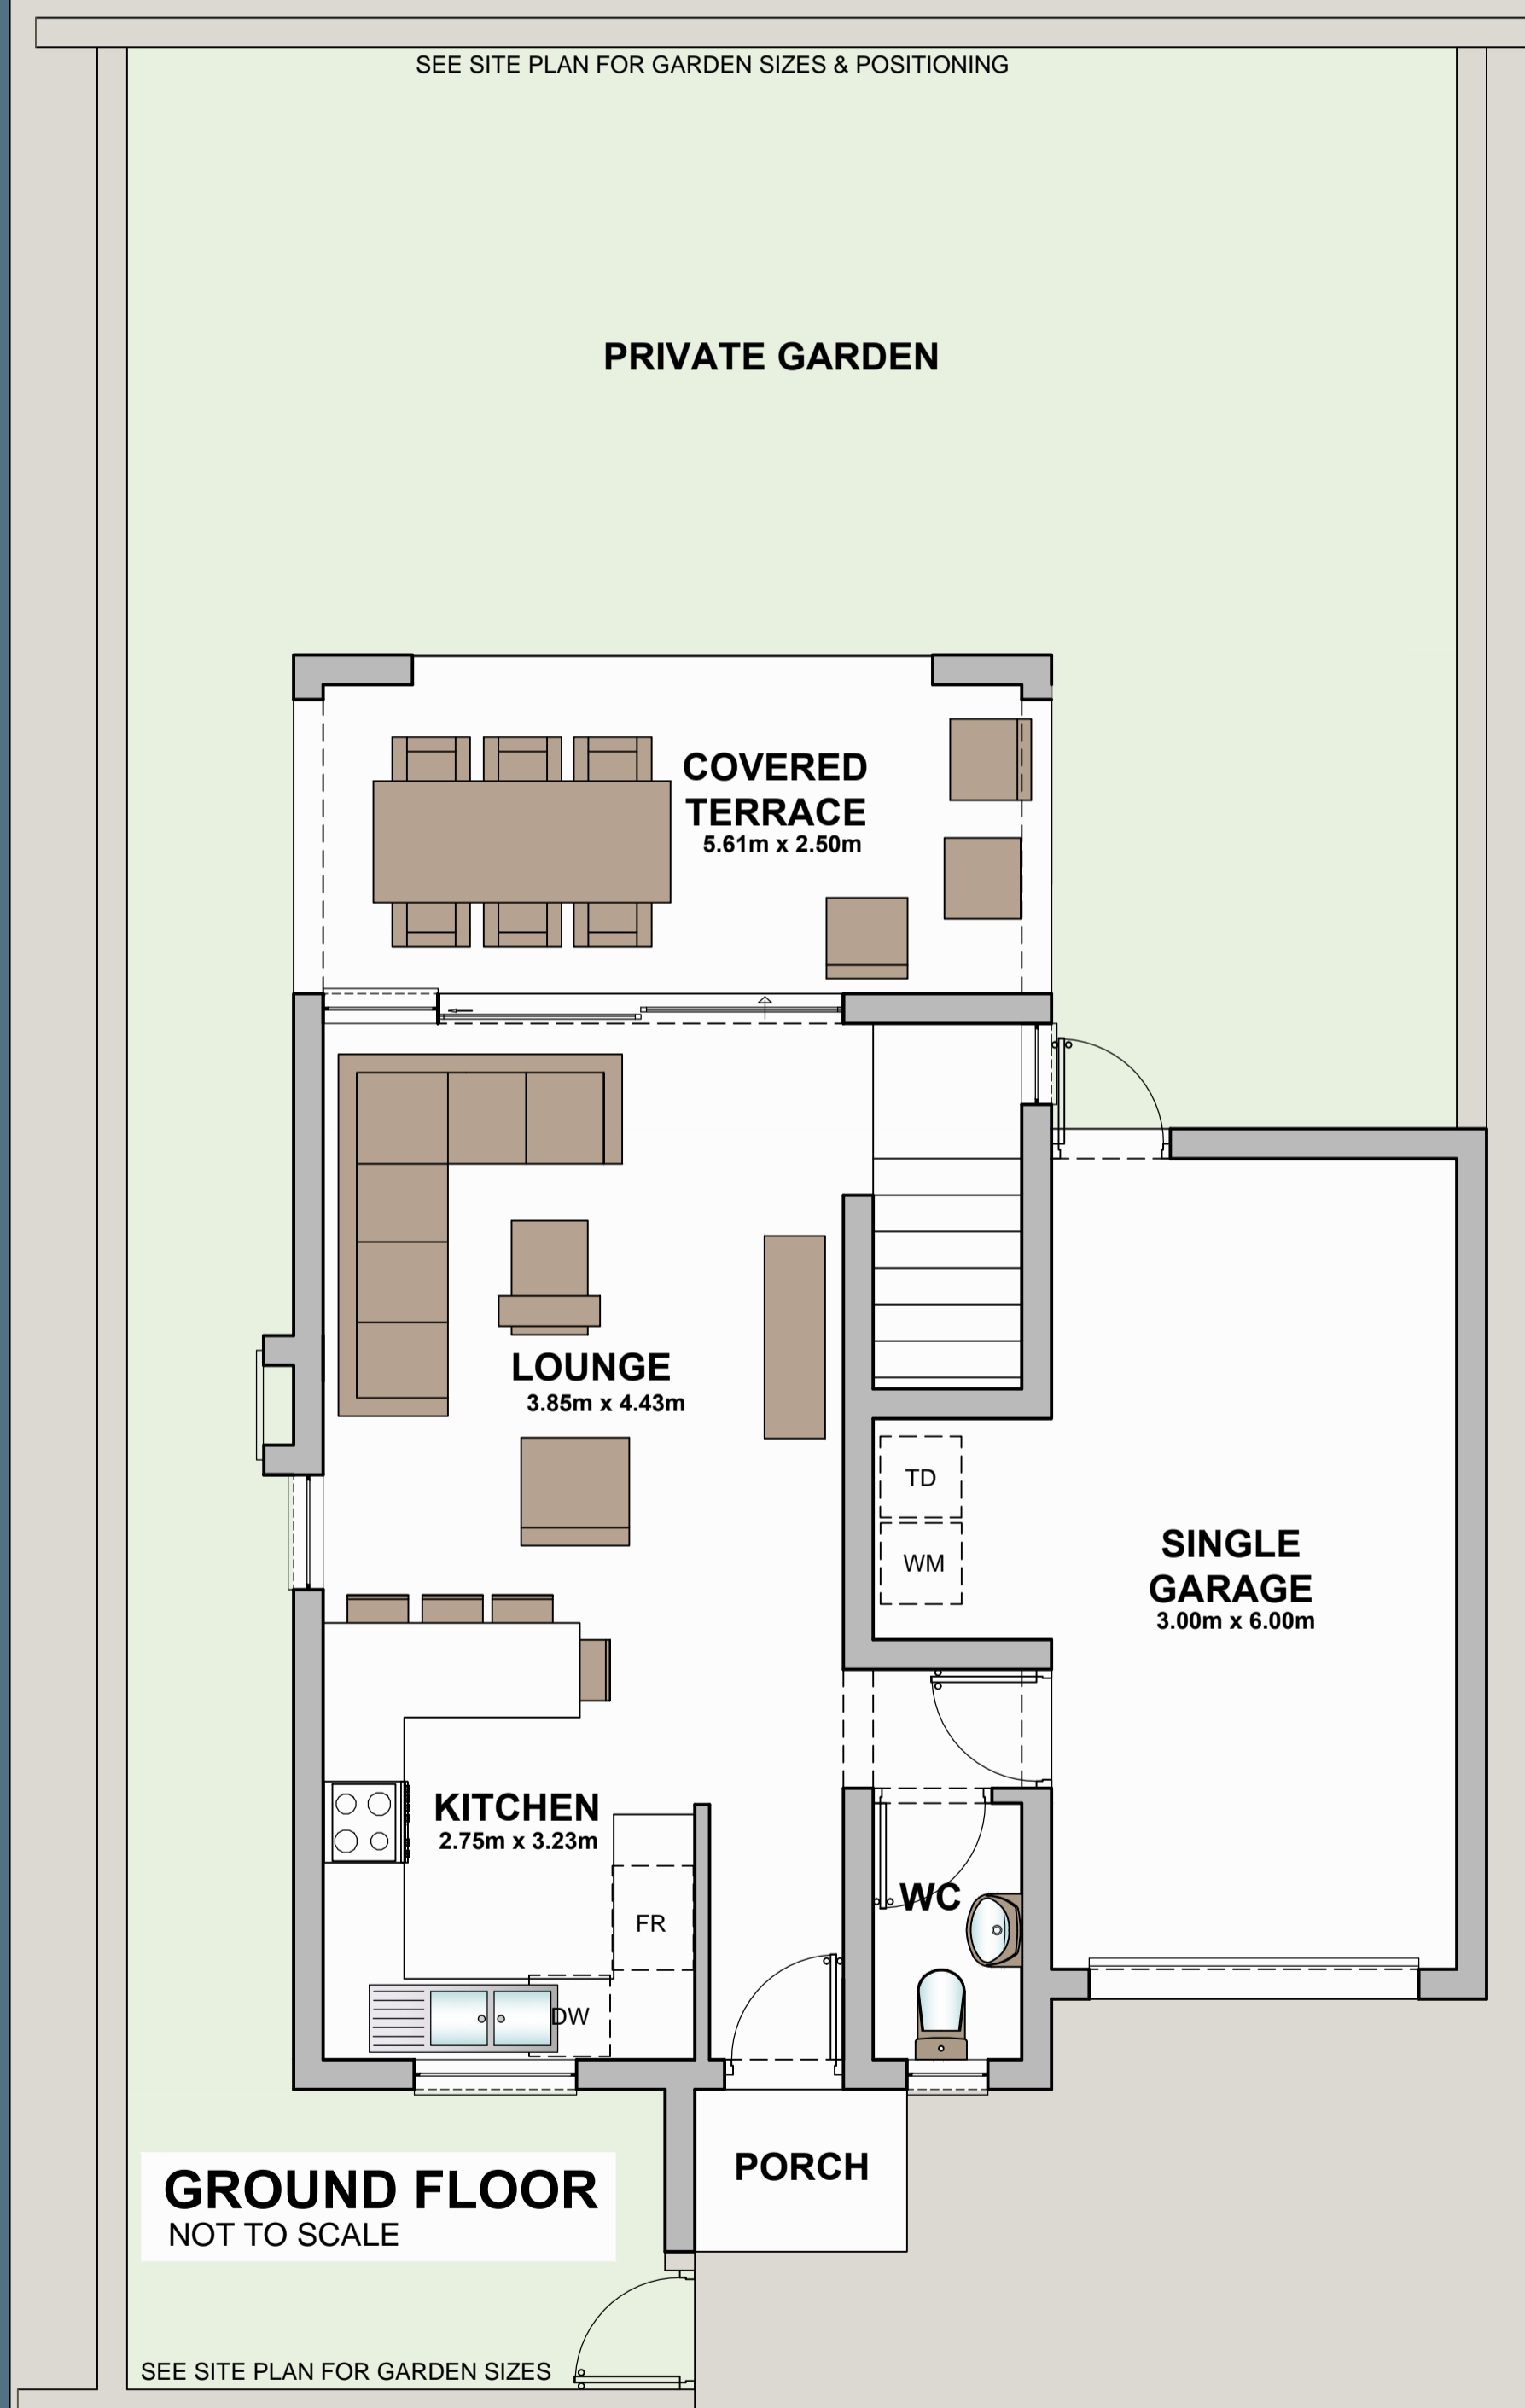 SEE SITE PLAN FOR GARDEN SIZES & POSITIONING
PRIVATE GARDEN
COVERED
TERRACE
5.61m x 2.50m
LOUNGE
3.85m x 4.43m
TD
WM
SINGLE
GARAGE
3.00m x 6.00m
KITCHEN
2.75m x 3.23m
WC
FR
DW
PORCH
GROUND FLOOR
NOT TO SCALE
SEE SITE PLAN FOR GARDEN SIZES